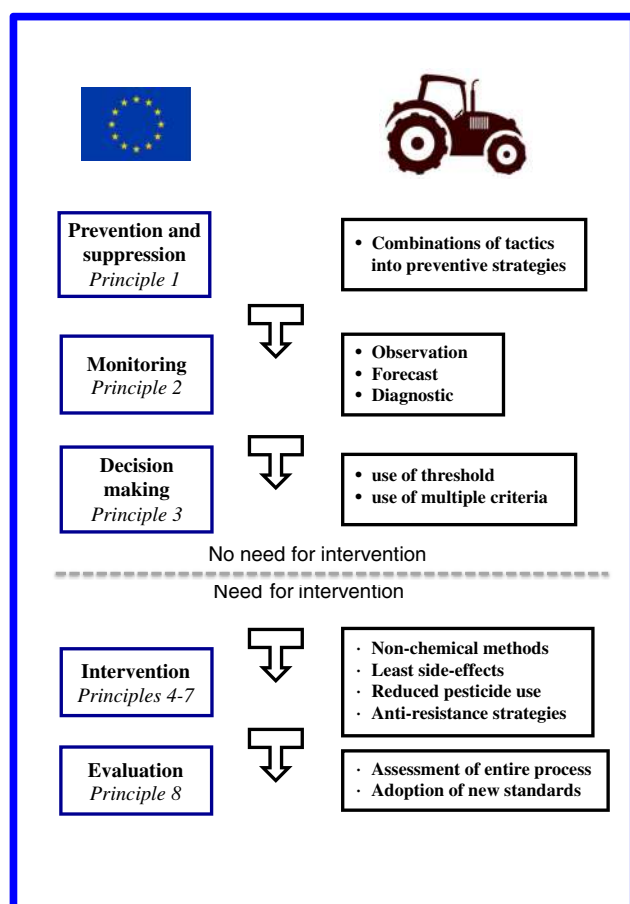 Prevention and
suppression
Principle 1
• Combinations of tactics
into preventive strategies
Monitoring
Principle 2
• Observation
• Forecast
• Diagnostic
Decision
making
Principle 3
• use of threshold
• use of multiple criteria
No need for intervention
Need for intervention
Intervention
Principles 4-7
· Non-chemical methods
· Least side-effects
· Reduced pesticide use
· Anti-resistance strategies
Evaluation
Principle 8
· Assessment of entire process
· Adoption of new standards